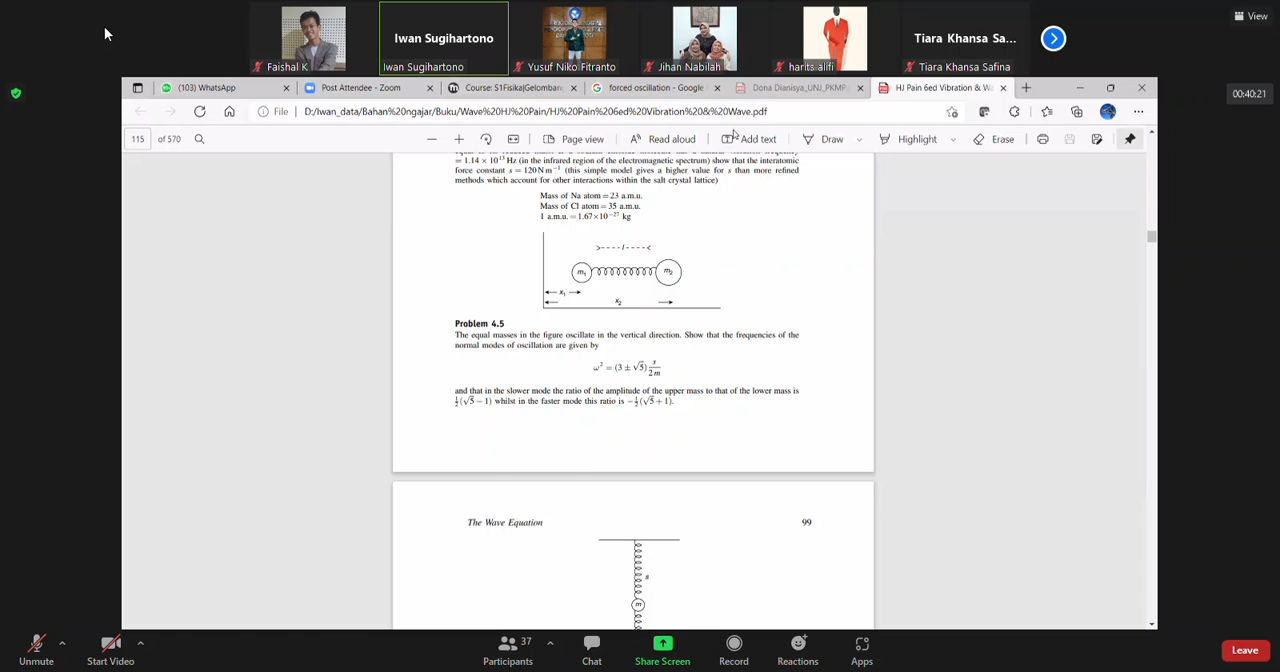 View
Iwan Sugihartono
Tiara Khansa Sa...
Faishal K
Iwan Sugihartono
Yusuf Niko Fitranto
Jihan Nabilah
harits alifi
Tiara Khansa Safina
00:40:21
(103) WhatsApp
Post Attendee - Zoom
Course: S1Fisika|Gelomban
forced oscillation - Google
Dona Dianisya_UNJ_PKMP
HJ Pain 6ed Vibration & Wa
File
D:/Iwan_data/Bahan%20ngajar/Buku/Wave%20HJ%20Pain/HJ%20Pain%206ed%20Vibration%20&%20Wave.pdf
115 of 570
Page view
Read aloud
Add text
Draw
Highlight
Erase
= 1.14 × 10¹³ Hz (in the infrared region of the electromagnetic spectrum) show that the interatomic
force constant s = 120 N m⁻¹ (this simple model gives a higher value for s than more refined
methods which account for other interactions within the salt crystal lattice)
Mass of Na atom = 23 a.m.u.
Mass of Cl atom = 35 a.m.u.
1 a.m.u. = 1.67×10⁻²⁷ kg
l
m₁
m₂
x₁
x₂
Problem 4.5
The equal masses in the figure oscillate in the vertical direction. Show that the frequencies of the
normal modes of oscillation are given by
ω² = (3 ± √5) s/2m
and that in the slower mode the ratio of the amplitude of the upper mass to that of the lower mass is
½(√5 − 1) whilst in the faster mode this ratio is −½(√5 + 1).
The Wave Equation
99
s
m
Unmute
Start Video
Participants
37
Chat
Share Screen
Record
Reactions
Apps
Leave